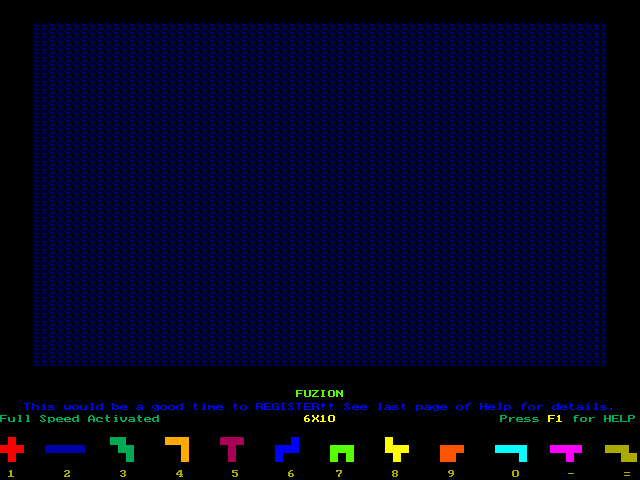 FUZION
This would be a good time to REGISTER!! See last page of Help for details.
Full Speed Activated 6X10 Press F1 for HELP
1 2 3 4 5 6 7 8 9 0 - =